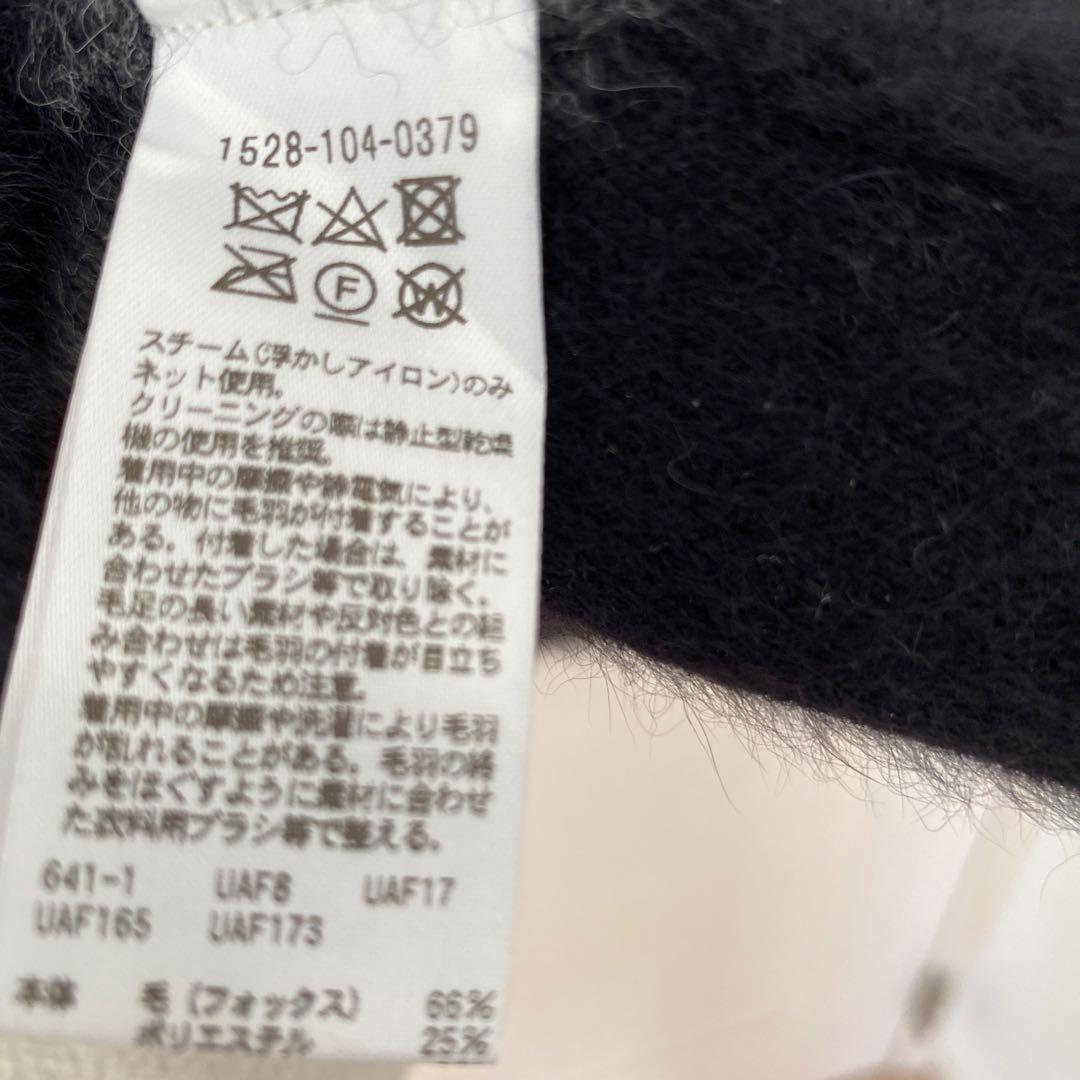 1528-104-0379
F
W
スチーム(浮かしアイロン)のみ
ネット使用。
クリーニングの際は静止型乾燥
機の使用を推奨。
着用中の摩擦や静電気により、
他の物に毛羽が付着することが
ある。付着した場合は、素材に
合わせたブラシ等で取り除く。
毛足の長い素材や反対色との組
み合わせは毛羽の付着が目立ち
やすくなるため注意。
着用中の摩擦や洗濯により毛羽
が乱れることがある。毛羽の絡
みをほぐすように素材に合わせ
た衣料用ブラシ等で整える。
641-1 UAF8 UAF17
UAF165 UAF173
本体 毛(フォックス) 66%
ポリエステル 25%